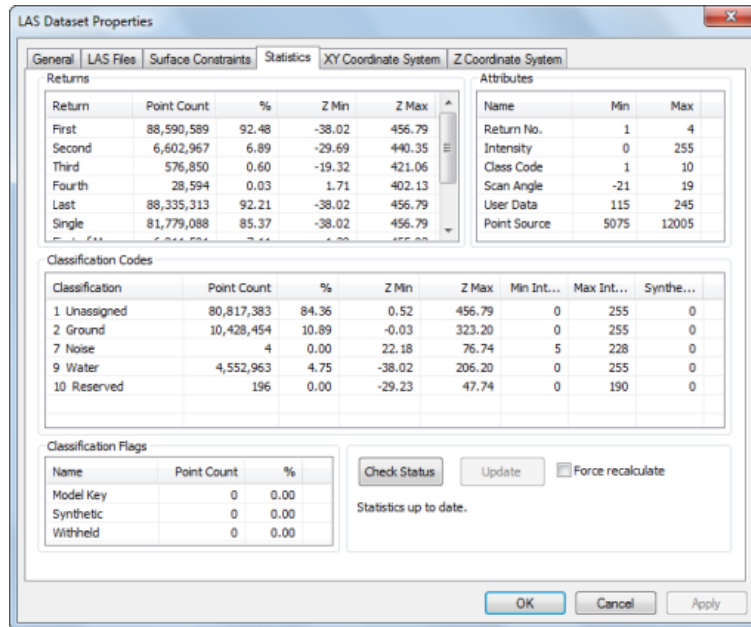 LAS Dataset Properties
General LAS Files Surface Constraints Statistics XY Coordinate System Z Coordinate System
Returns
Return Point Count % Z Min Z Max
First 88,590,589 92.48 -38.02 456.79
Second 6,602,967 6.89 -29.69 440.35
Third 576,850 0.60 -19.32 421.06
Fourth 28,594 0.03 1.71 402.13
Last 88,335,313 92.21 -38.02 456.79
Single 81,779,088 85.37 -38.02 456.79
Attributes
Name Min Max
Return No. 1 4
Intensity 0 255
Class Code 1 10
Scan Angle -21 19
User Data 115 245
Point Source 5075 12005
Classification Codes
Classification Point Count % Z Min Z Max Min Int... Max Int... Synthe...
1 Unassigned 80,817,383 84.36 0.52 456.79 0 255 0
2 Ground 10,428,454 10.89 -0.03 323.20 0 255 0
7 Noise 4 0.00 22.18 76.74 5 228 0
9 Water 4,552,963 4.75 -38.02 206.20 0 255 0
10 Reserved 196 0.00 -29.23 47.74 0 190 0
Classification Flags
Name Point Count %
Model Key 0 0.00
Synthetic 0 0.00
Withheld 0 0.00
Check Status Update Force recalculate
Statistics up to date.
OK Cancel Apply